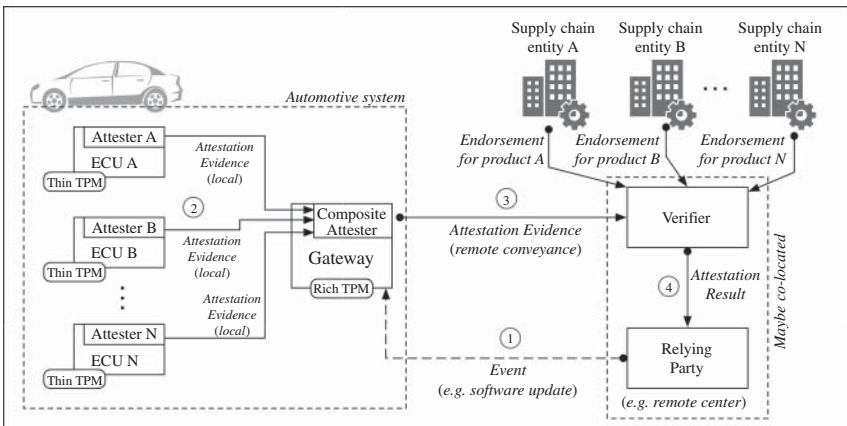 Supply chain
entity A
Supply chain
entity B
Supply chain
entity N
...
Automotive system
Attester A
ECU A
Thin TPM
Attestation
Evidence
(local)
Endorsement
for product A
Endorsement
for product B
Endorsement
for product N
2
Attester B
ECU B
Thin TPM
Attestation
Evidence
(local)
Composite
Attester
Gateway
Rich TPM
3
Attestation Evidence
(remote conveyance)
Verifier
Maybe co-located
4
Attestation
Result
Attestation
Evidence
(local)
Attester N
ECU N
Thin TPM
1
Event
(e.g. software update)
Relying
Party
(e.g. remote center)